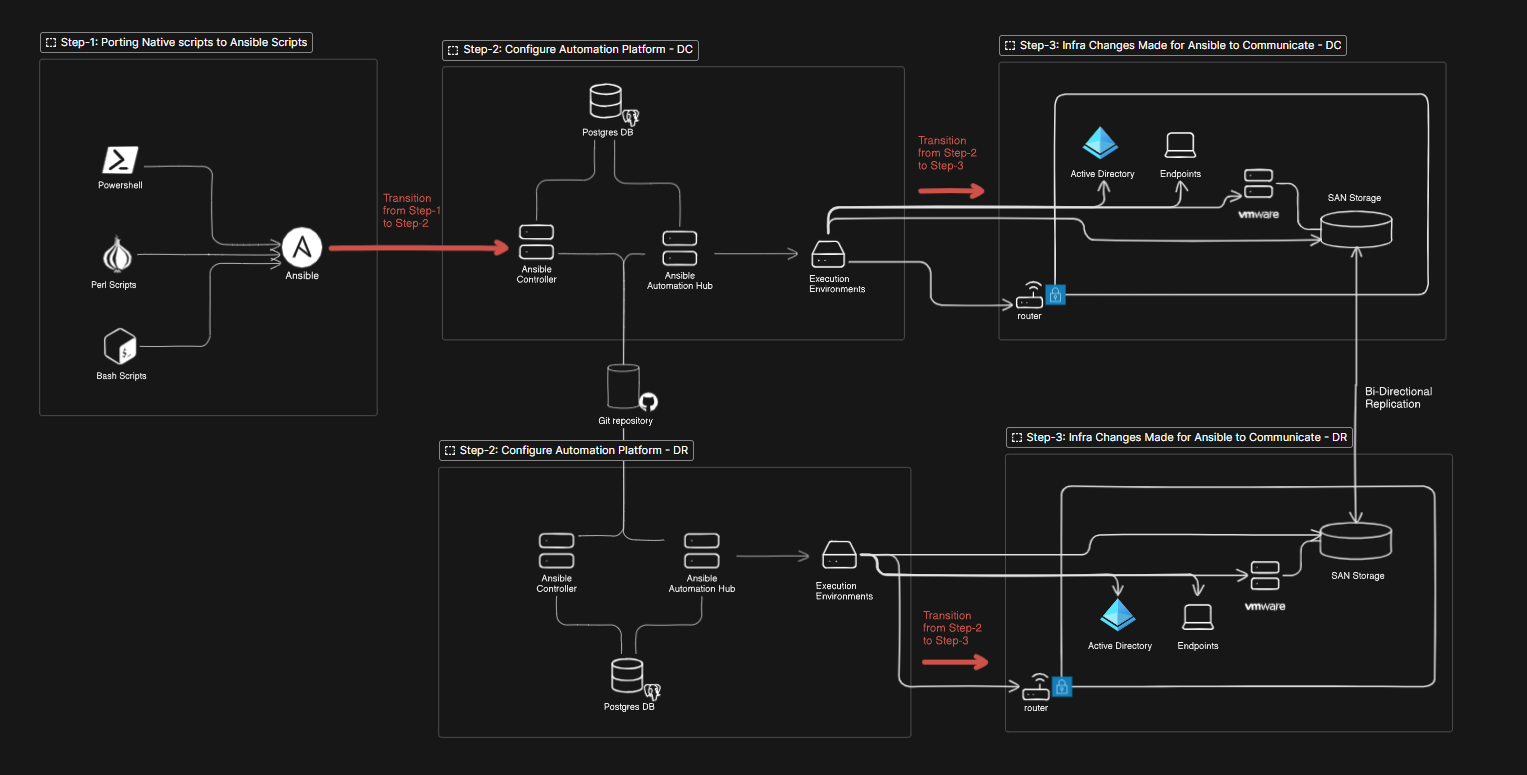 Step-1: Porting Native scripts to Ansible Scripts
Powershell
Perl Scripts
Bash Scripts
Ansible
Transition
from Step-1
to Step-2
Step-2: Configure Automation Platform - DC
Postgres DB
Ansible
Controller
Ansible
Automation Hub
Execution
Environments
Git repository
Transition
from Step-2
to Step-3
Step-3: Infra Changes Made for Ansible to Communicate - DC
Active Directory
Endpoints
vmware
SAN Storage
router
Bi-Directional
Replication
Step-2: Configure Automation Platform - DR
Ansible
Controller
Ansible
Automation Hub
Execution
Environments
Postgres DB
Transition
from Step-2
to Step-3
Step-3: Infra Changes Made for Ansible to Communicate - DR
SAN Storage
vmware
Active Directory
Endpoints
router